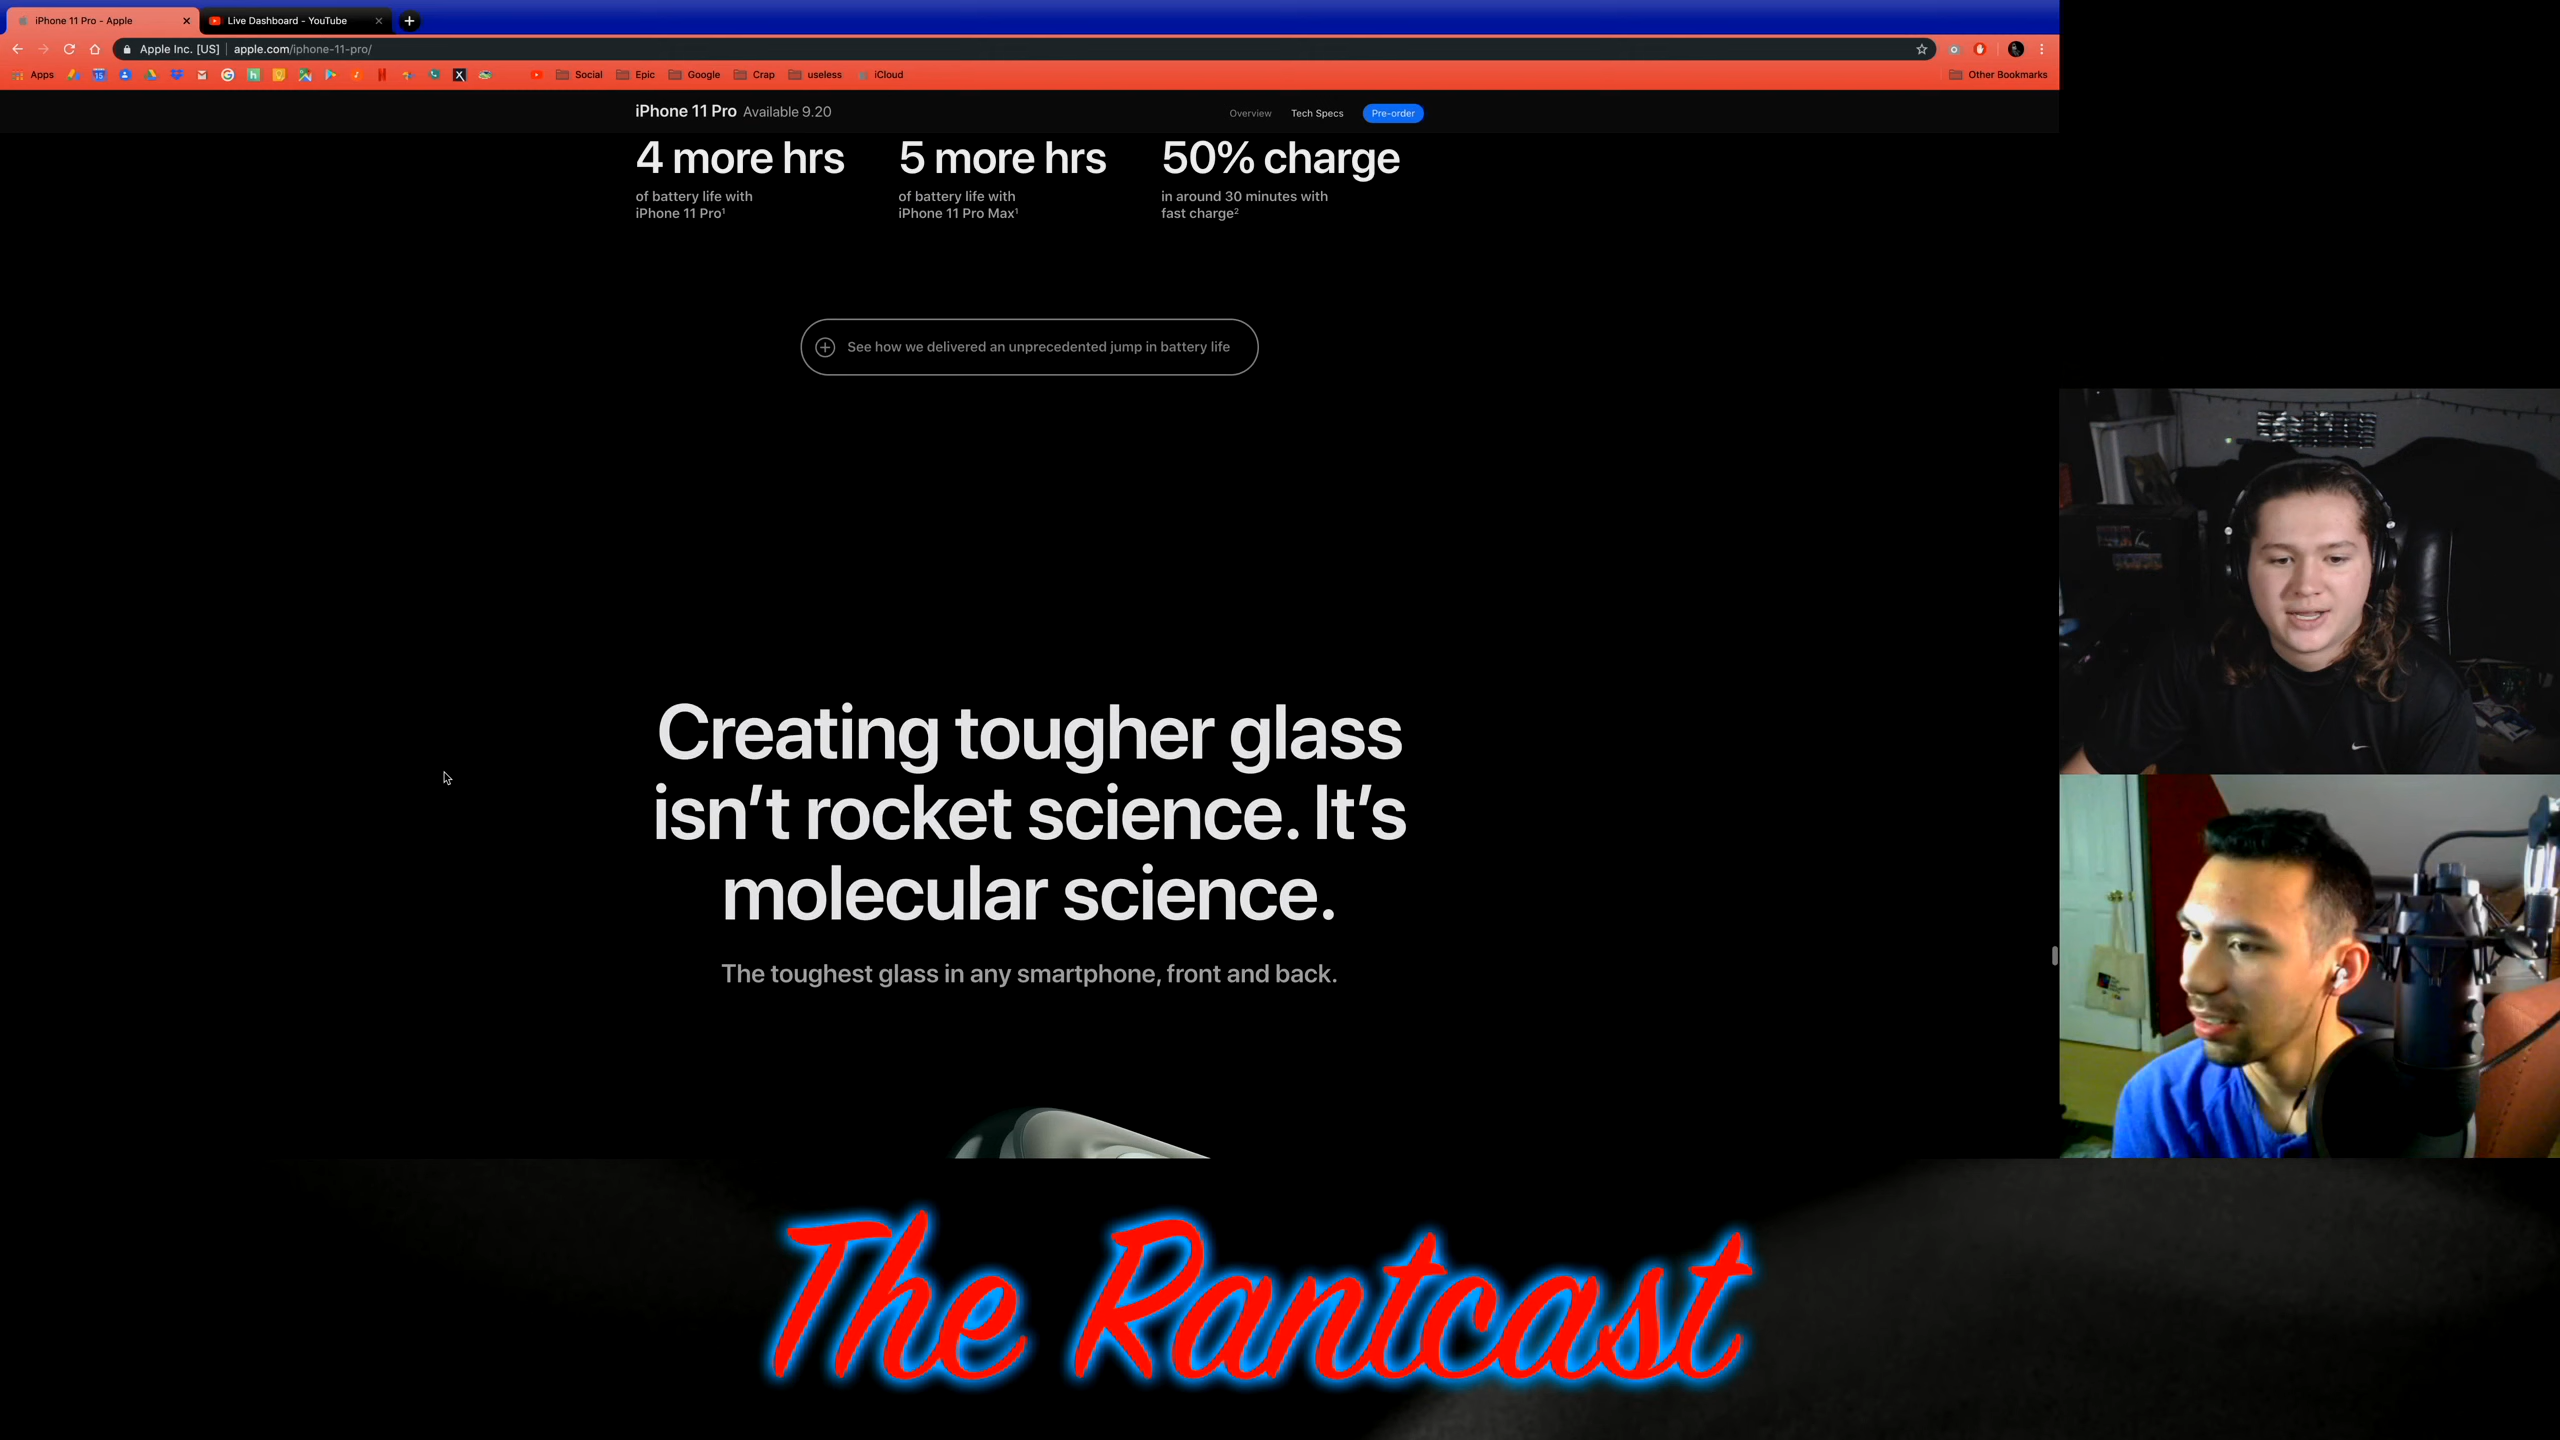 iPhone 11 Pro - Apple
Live Dashboard - YouTube
Apple Inc. [US] | apple.com/iphone-11-pro/
Apps
Social
Epic
Google
Crap
useless
iCloud
Other Bookmarks
iPhone 11 Pro Available 9.20
Overview
Tech Specs
Pre-order
4 more hrs
of battery life with
iPhone 11 Pro¹
5 more hrs
of battery life with
iPhone 11 Pro Max¹
50% charge
in around 30 minutes with
fast charge²
See how we delivered an unprecedented jump in battery life
Creating tougher glass
isn’t rocket science. It’s
molecular science.
The toughest glass in any smartphone, front and back.
The Rantcast